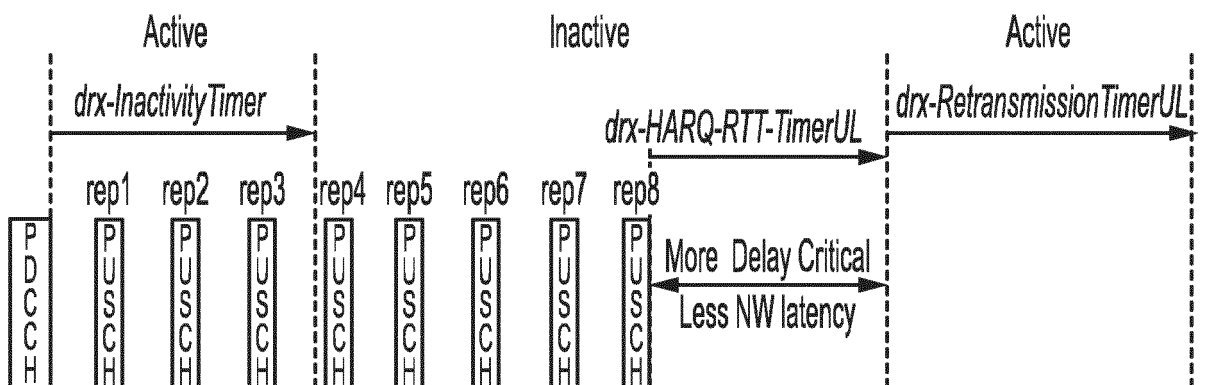 Active
Inactive
Active
drx-InactivityTimer
drx-RetransmissionTimerUL
drx-HARQ-RTT-TimerUL
rep1 rep2 rep3 rep4 rep5 rep6 rep7 rep8
PDCCH
PUSCH
PUSCH
PUSCH
PUSCH
PUSCH
PUSCH
PUSCH
PUSCH
More Delay Critical
Less NW latency